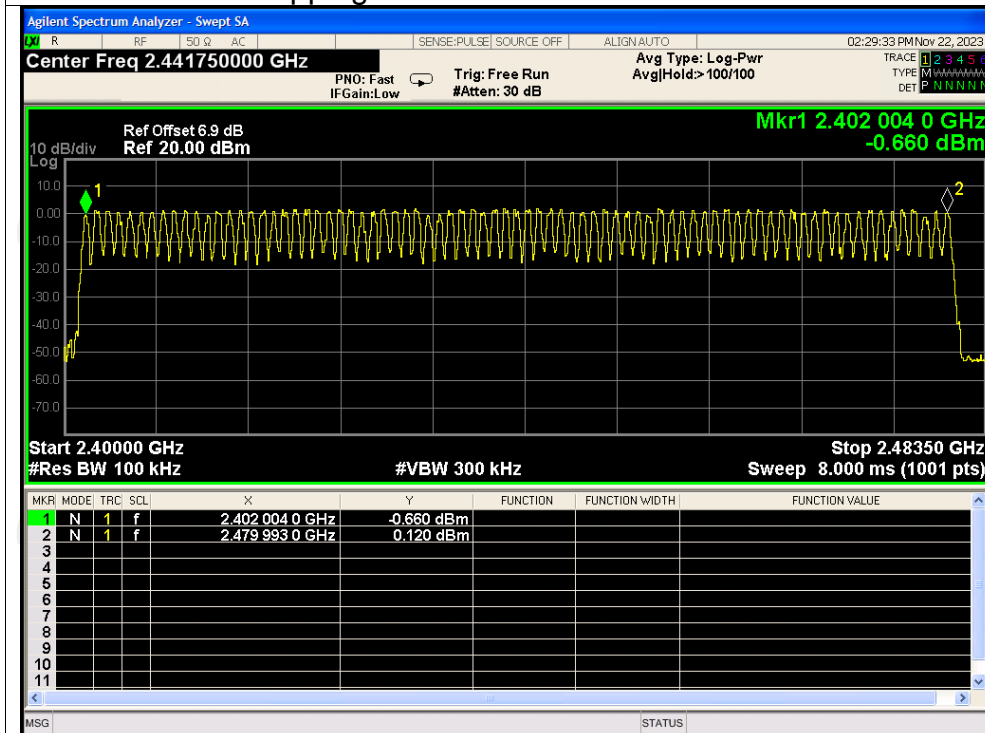 Agilent Spectrum Analyzer - Swept SA
LXI R RF 50 Ω AC SENSE:PULSE SOURCE OFF ALIGN AUTO 02:29:33 PM Nov 22, 2023
Center Freq 2.441750000 GHz
PNO: Fast
IFGain:Low
Trig: Free Run
#Atten: 30 dB
Avg Type: Log-Pwr
Avg|Hold:>100/100
TRACE 1 2 3 4 5 6
TYPE M
DET P N N N N
Mkr1 2.402 004 0 GHz
-0.660 dBm
Ref Offset 6.9 dB
10 dB/div Ref 20.00 dBm
Log
10.0
0.00
-10.0
-20.0
-30.0
-40.0
-50.0
-60.0
-70.0
1
2
Start 2.40000 GHz Stop 2.48350 GHz
#Res BW 100 kHz #VBW 300 kHz Sweep 8.000 ms (1001 pts)
MKR MODE TRC SCL X Y FUNCTION FUNCTION WIDTH FUNCTION VALUE
1 N 1 f 2.402 004 0 GHz -0.660 dBm
2 N 1 f 2.479 993 0 GHz 0.120 dBm
3
4
5
6
7
8
9
10
11
MSG STATUS